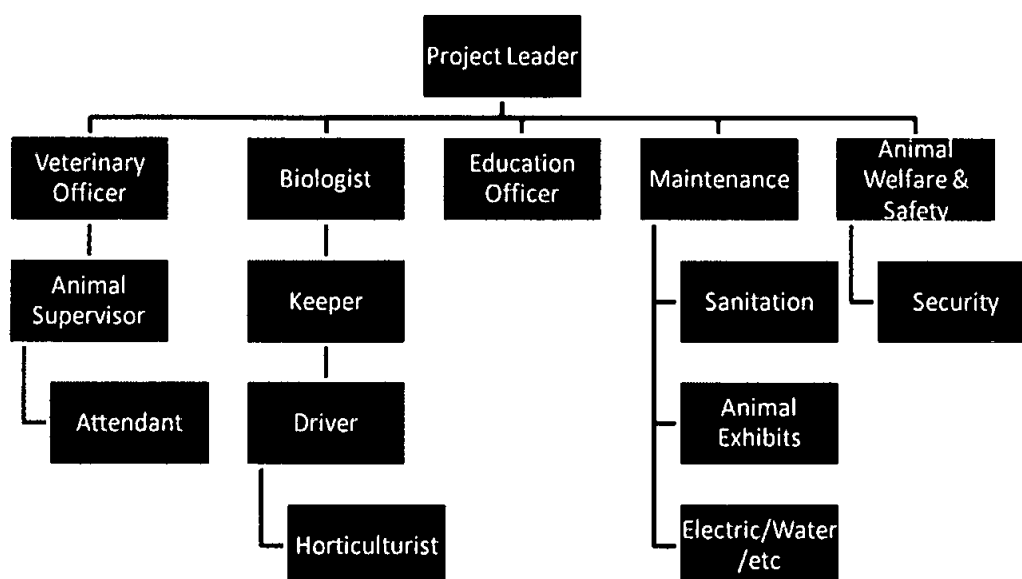 Project Leader
Veterinary
Officer
Biologist
Education
Officer
Maintenance
Animal
Welfare &
Safety
Animal
Supervisor
Keeper
Sanitation
Security
Attendant
Driver
Animal
Exhibits
Horticulturist
Electric/Water
/etc